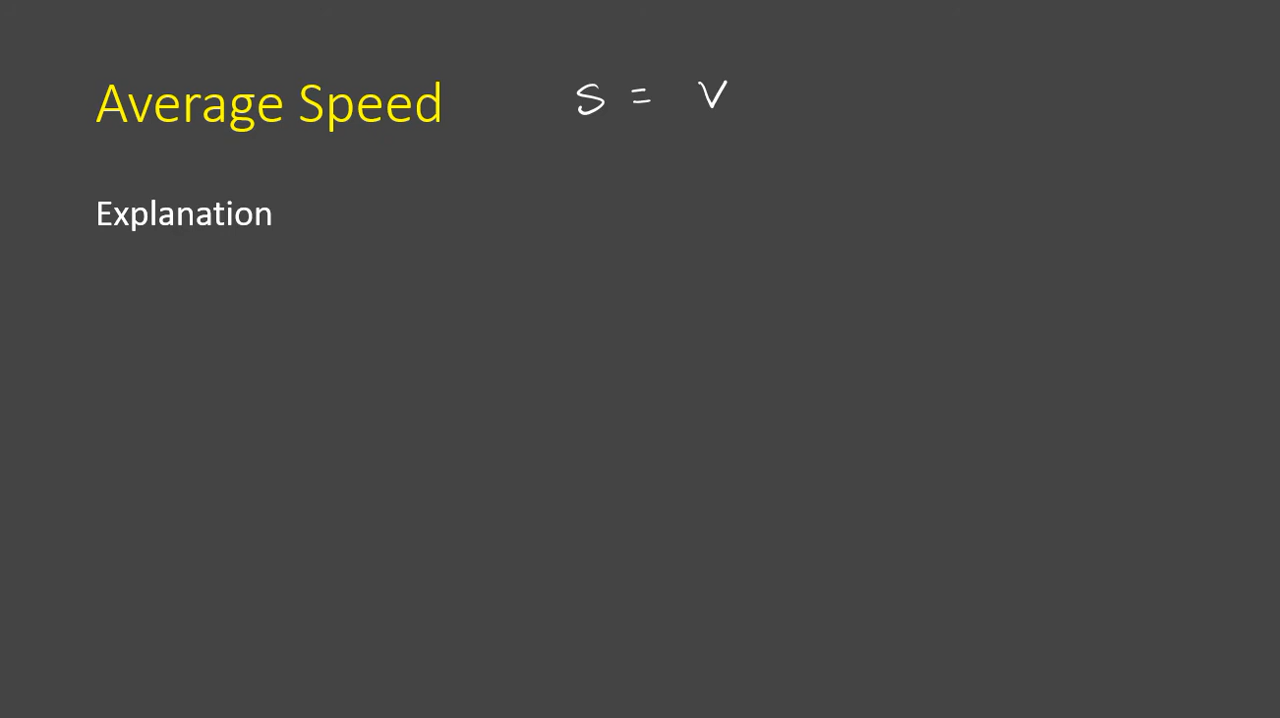 Average Speed s = v
Explanation